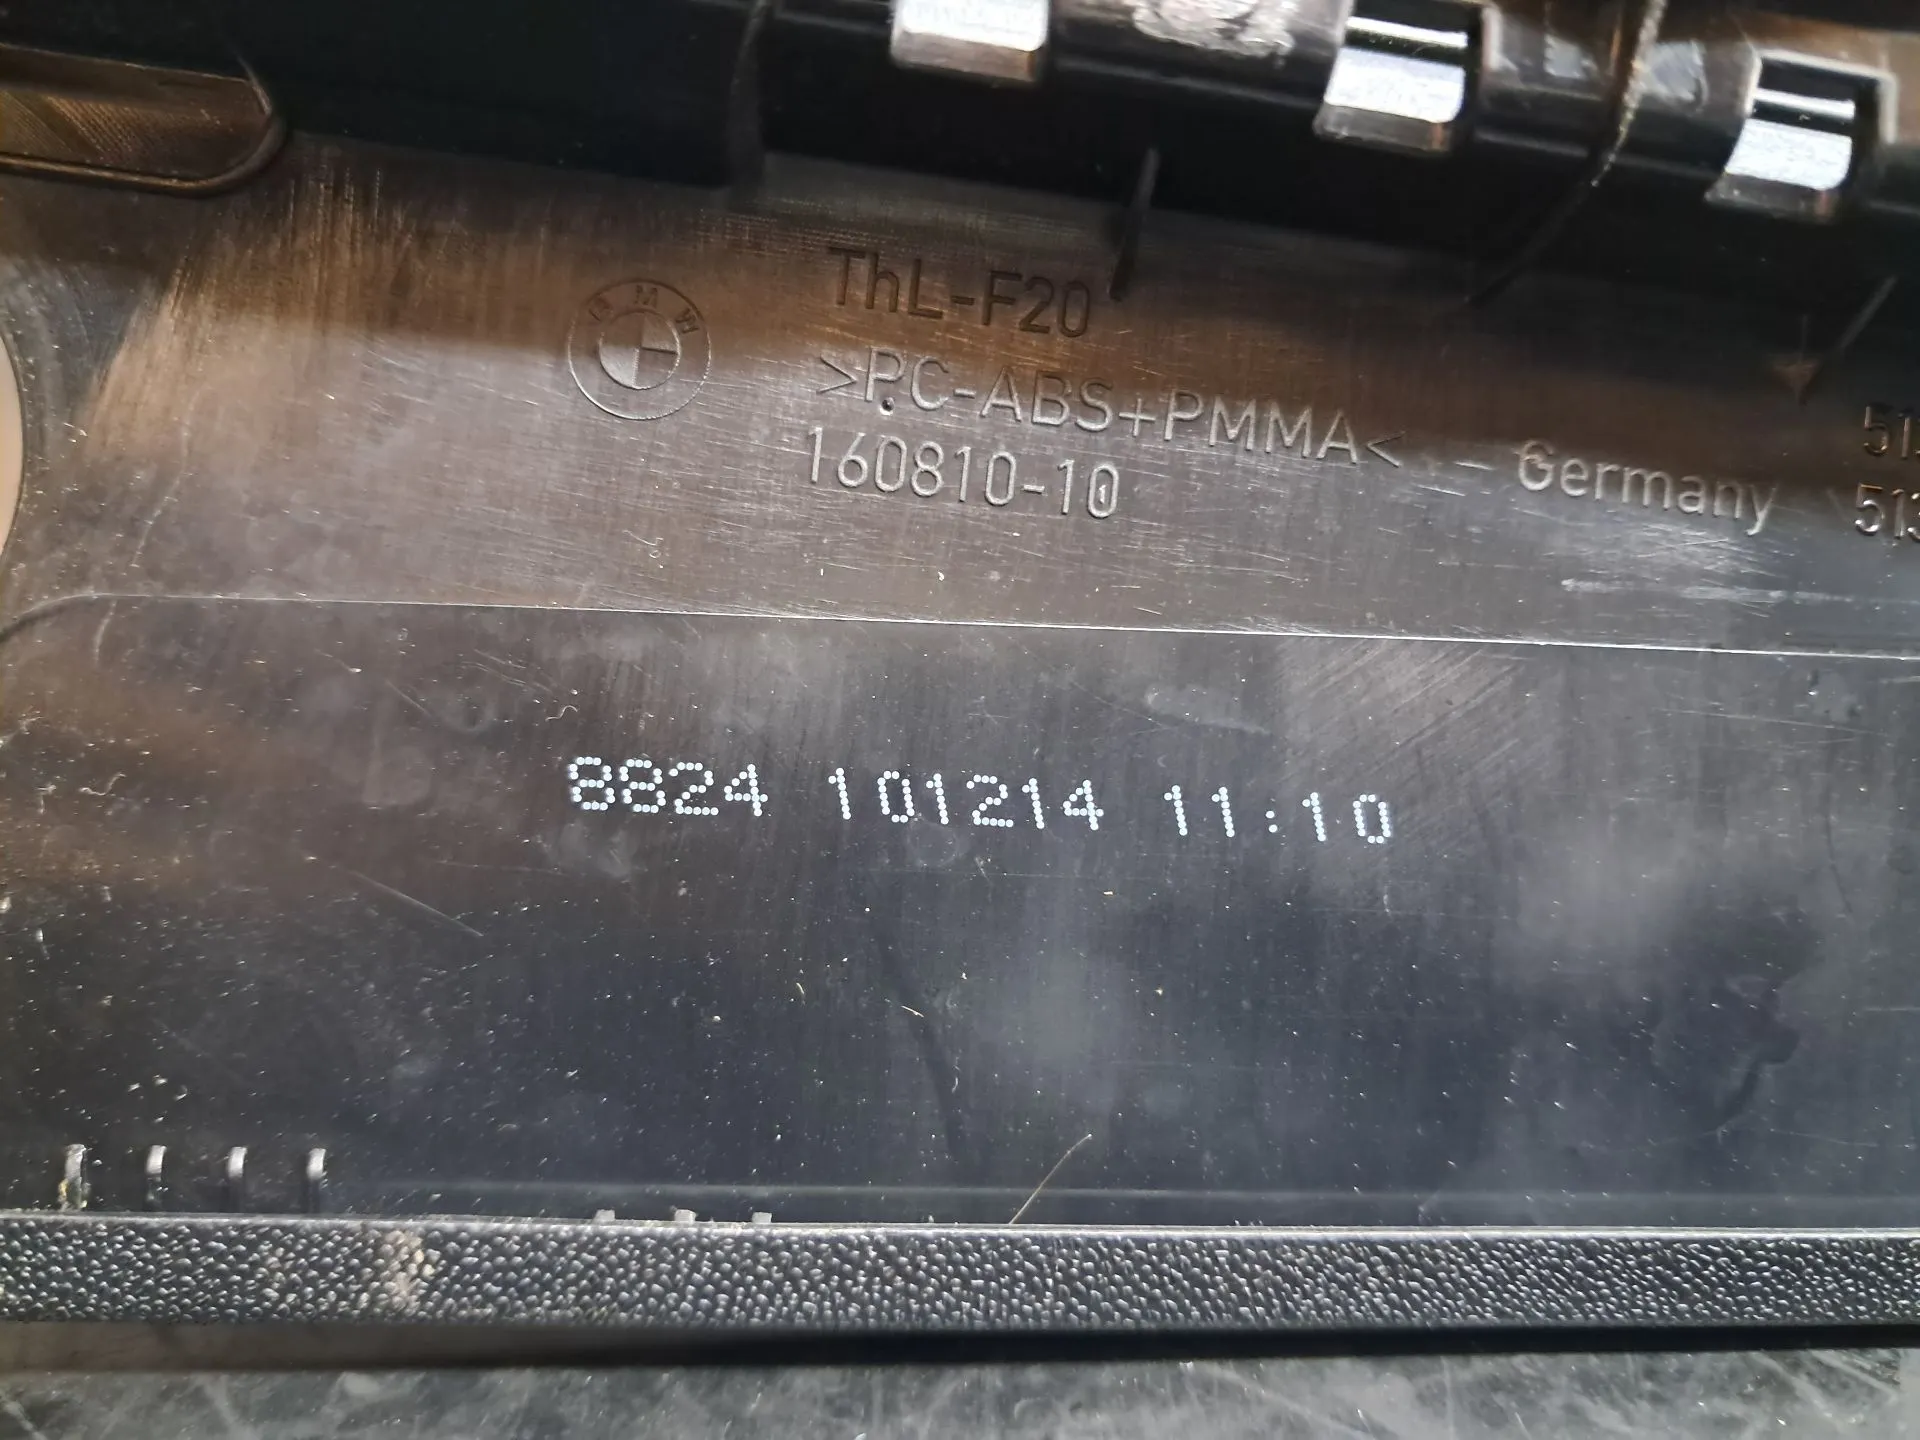 BMW
ThL-F20
>PC-ABS+PMMA<
160810-10
Germany
8824 101214 11:10